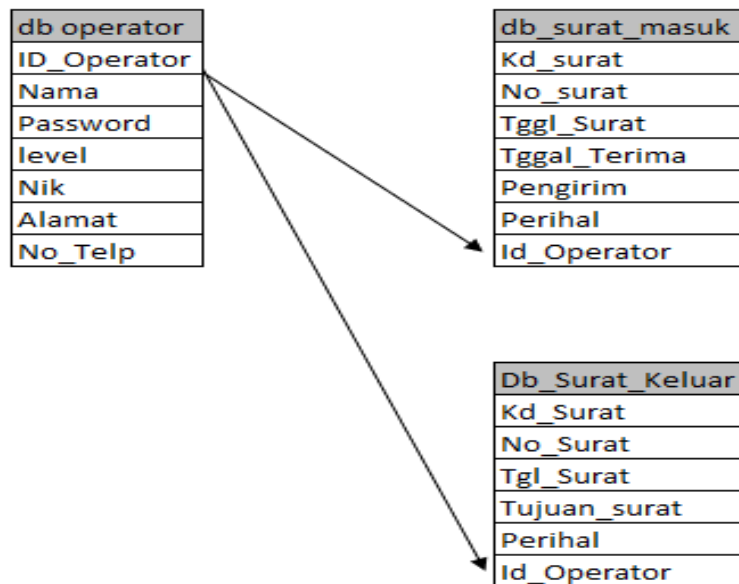 db operator
ID_Operator
Nama
Password
level
Nik
Alamat
No_Telp
db_surat_masuk
Kd_surat
No_surat
Tggl_Surat
Tggal_Terima
Pengirim
Perihal
Id_Operator
Db_Surat_Keluar
Kd_Surat
No_Surat
Tgl_Surat
Tujuan_surat
Perihal
Id_Operator